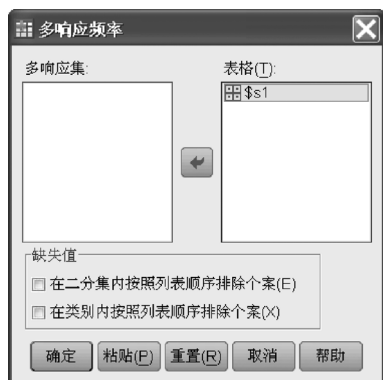 多响应频率
多响应集:
表格(T):
$s1
缺失值
在二分集内按照列表顺序排除个案(E)
在类别内按照列表顺序排除个案(X)
确定 粘贴(P) 重置(R) 取消 帮助